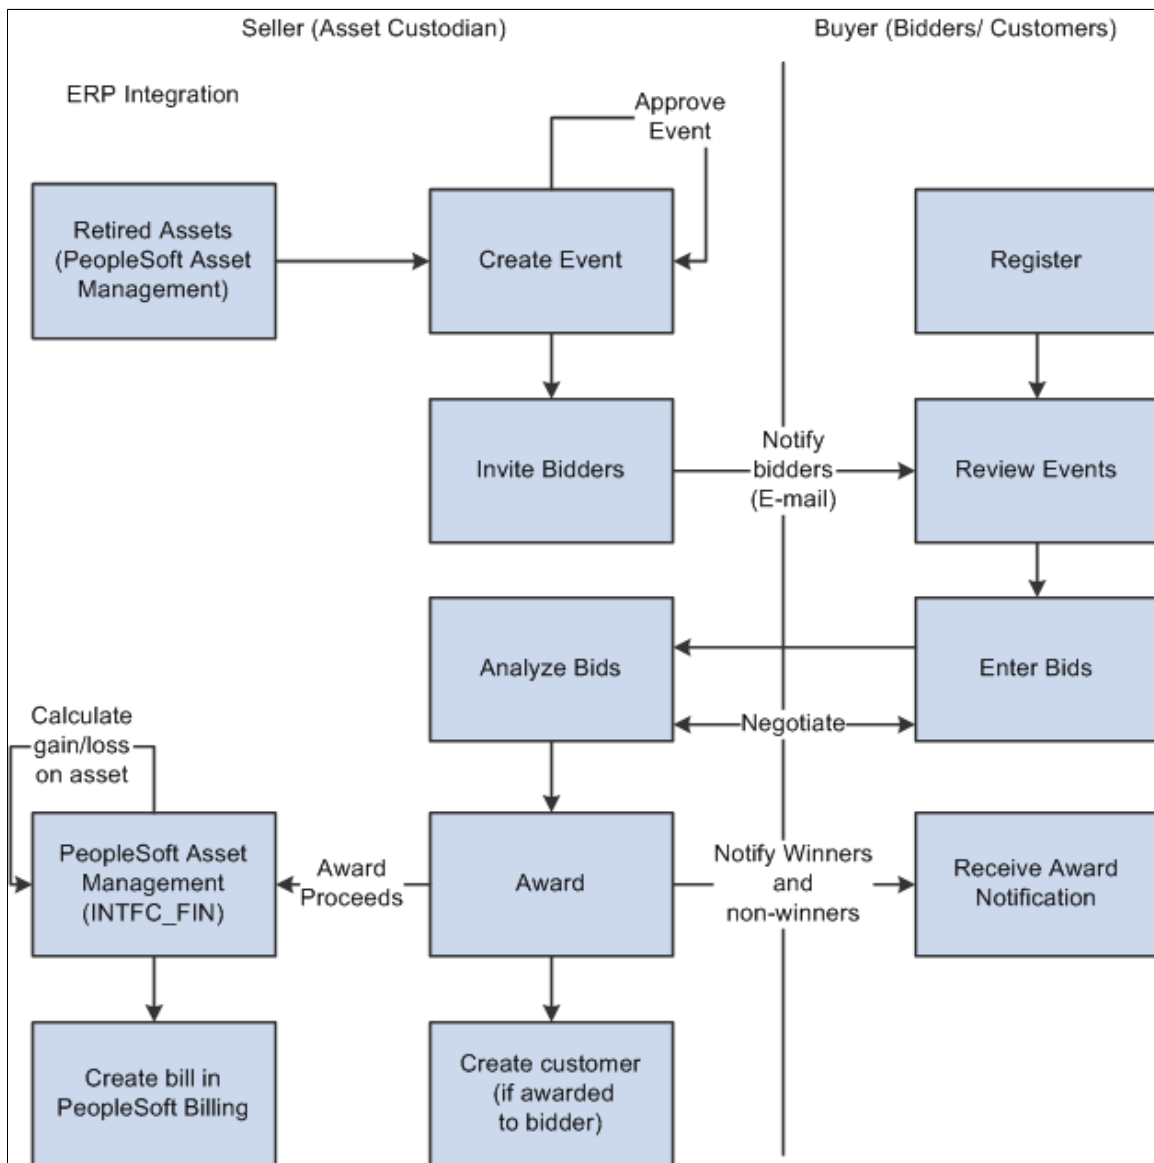 Seller (Asset Custodian)
Buyer (Bidders/ Customers)
ERP Integration
Approve
Event
Retired Assets
(PeopleSoft Asset
Management)
Create Event
Register
Invite Bidders
Notify
bidders
(E-mail)
Review Events
Analyze Bids
Enter Bids
Negotiate
Calculate
gain/loss
on asset
PeopleSoft Asset
Management
(INTFC_FIN)
Award
Proceeds
Award
Notify Winners
and
non-winners
Receive Award
Notification
Create bill in
PeopleSoft Billing
Create customer
(if awarded
to bidder)